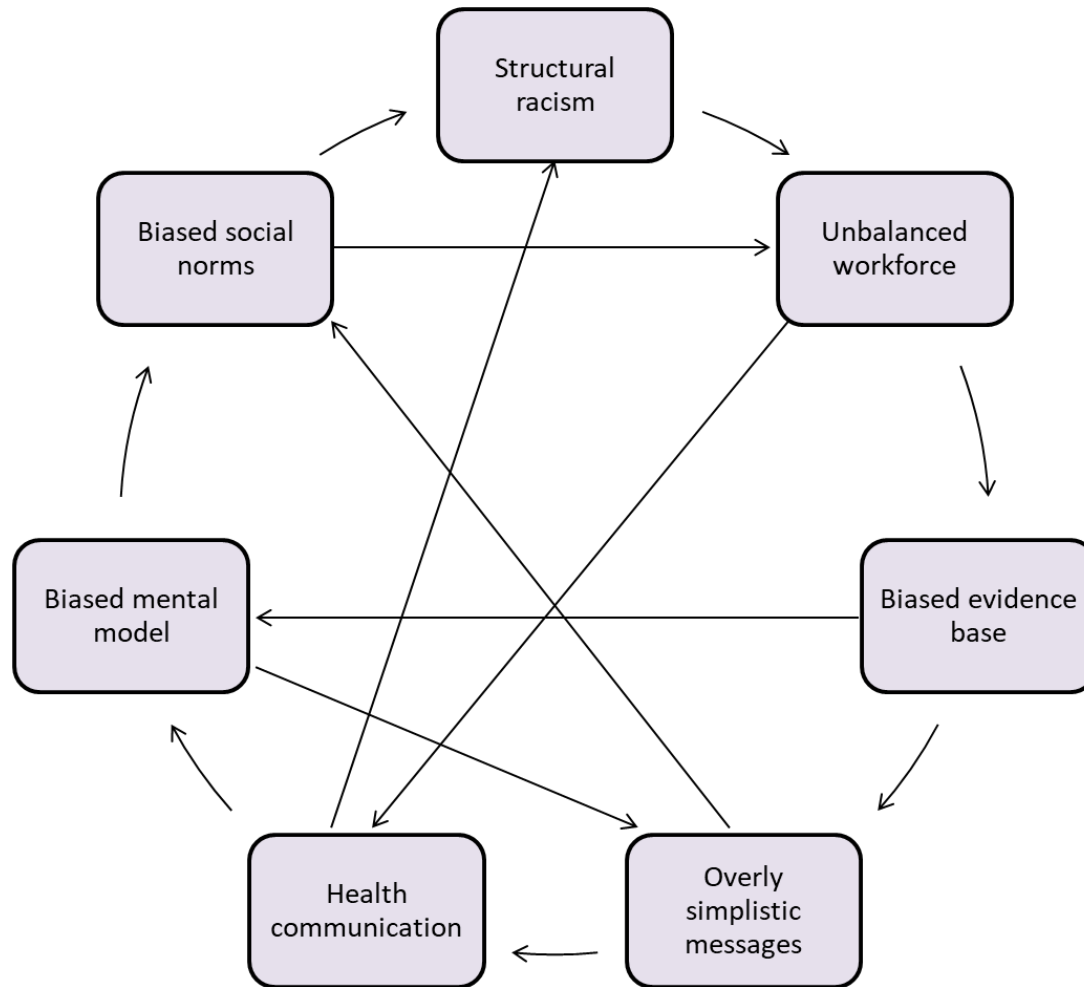 Structural
racism
Biased social
norms
Unbalanced
workforce
Biased mental
model
Biased evidence
base
Health
communication
Overly
simplistic
messages